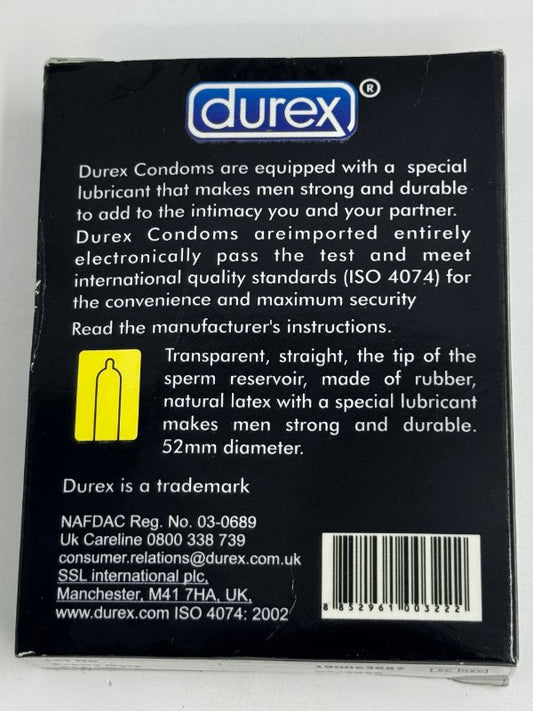 durex®
Durex Condoms are equipped with a special
lubricant that makes men strong and durable
to add to the intimacy you and your partner.
Durex Condoms areimported entirely
electronically pass the test and meet
international quality standards (ISO 4074) for
the convenience and maximum security
Read the manufacturer's instructions.
Transparent, straight, the tip of the
sperm reservoir, made of rubber,
natural latex with a special lubricant
makes men strong and durable.
52mm diameter.
Durex is a trademark
NAFDAC Reg. No. 03-0689
Uk Careline 0800 338 739
consumer.relations@durex.com.uk
SSL international plc,
Manchester, M41 7HA, UK,
www.durex.com ISO 4074: 2002
8 852961 003222